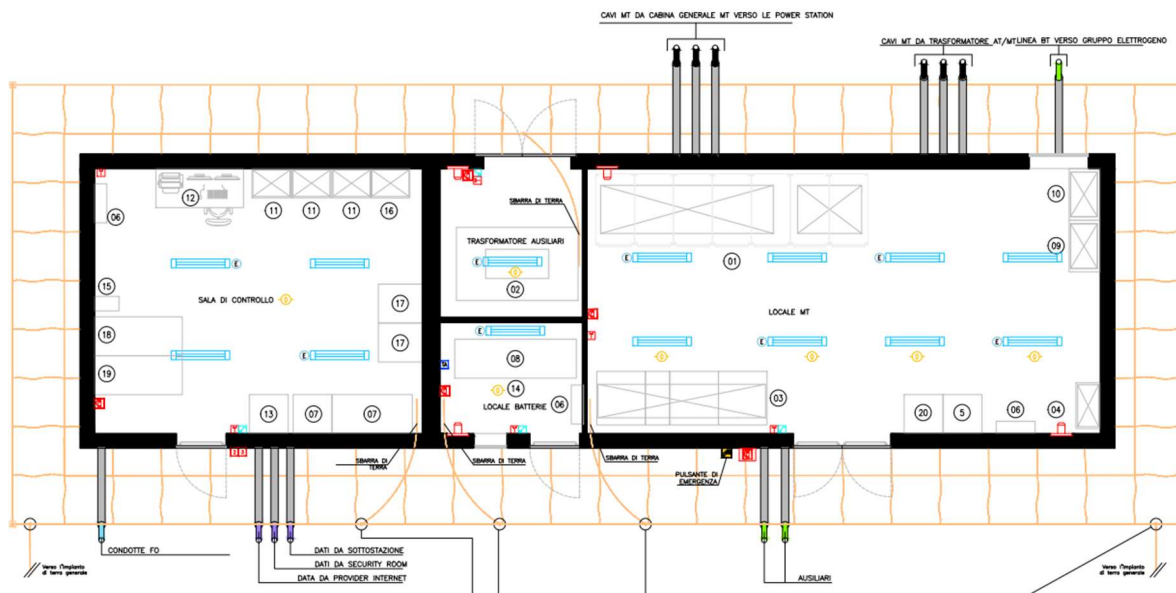 CAVI MT DA CABINA GENERALE MT VERSO LE POWER STATION
CAVI MT DA TRASFORMATORE AT/MT
LINEA BT VERSO GRUPPO ELETTROGENO
12
11
11
11
16
06
SBARRA DI TERRA
10
09
TRASFORMATORE AUSILIARI
E
02
E
01
E
15
SALA DI CONTROLLO
17
17
18
19
E
LOCALE MT
E
08
14
LOCALE BATTERIE
06
E
03
13
07
07
20
5
06
04
SBARRA DI
TERRA
SBARRA DI TERRA
SBARRA DI TERRA
2 3
PULSANTE DI
EMERGENZA
CONDOTTE FO
DATI DA SOTTOSTAZIONE
DATI DA SECURITY ROOM
DATA DA PROVIDER INTERNET
AUSILIARI
Verso l'impianto
di terra generale
Verso l'impianto
di terra generale